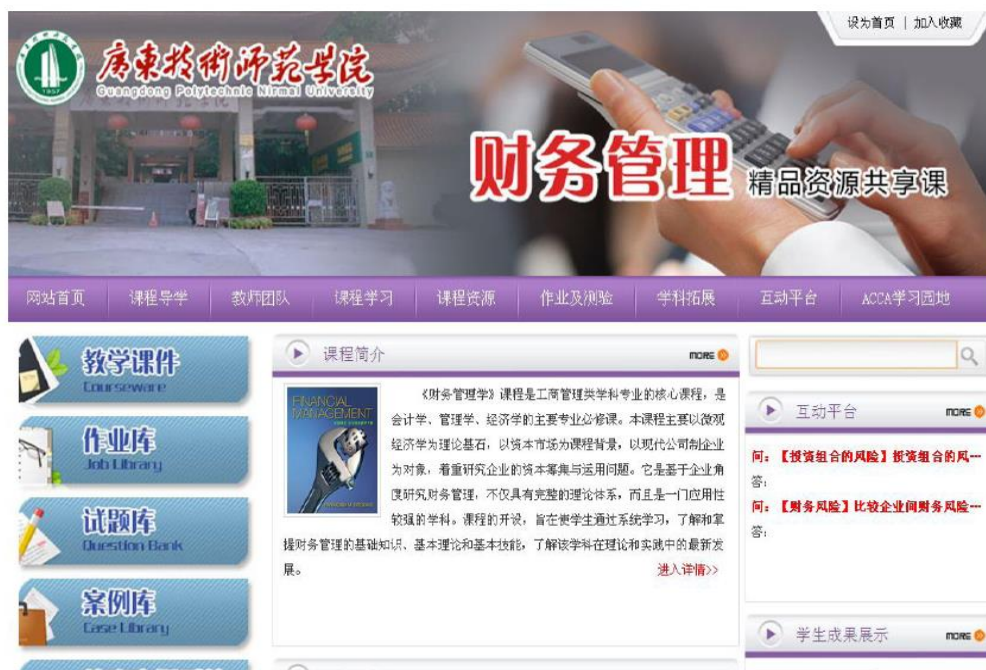 设为首页 | 加入收藏
1957
廣東技術师范学院
Guangdong Polytechnic Nirmal University
财务管理 精品资源共享课
网站首页 课程导学 教师团队 课程学习 课程资源 作业及测验 学科拓展 互动平台 ACCA学习园地
教学课件
Courseware
作业库
Job Library
试题库
Question Bank
案例库
Case Library
课程简介 MORE
FINANCIAL
MANAGEMENT
《财务管理学》课程是工商管理类学科专业的核心课程，是
会计学、管理学、经济学的主要专业必修课。本课程主要以微观
经济学为理论基石，以资本市场为课程背景，以现代公司制企业
为对象，着重研究企业的资本筹集与运用问题。它是基于企业角
度研究财务管理，不仅具有完整的理论体系，而且是一门应用性
较强的学科。课程的开设，旨在使学生通过系统学习，了解和掌
握财务管理的基础知识、基本理论和基本技能，了解该学科在理论和实践中的最新发
展。 进入详情>>
互动平台 MORE
问：【投资组合的风险】投资组合的风…
答：
问：【财务风险】比较企业间财务风险…
答：
学生成果展示 MORE